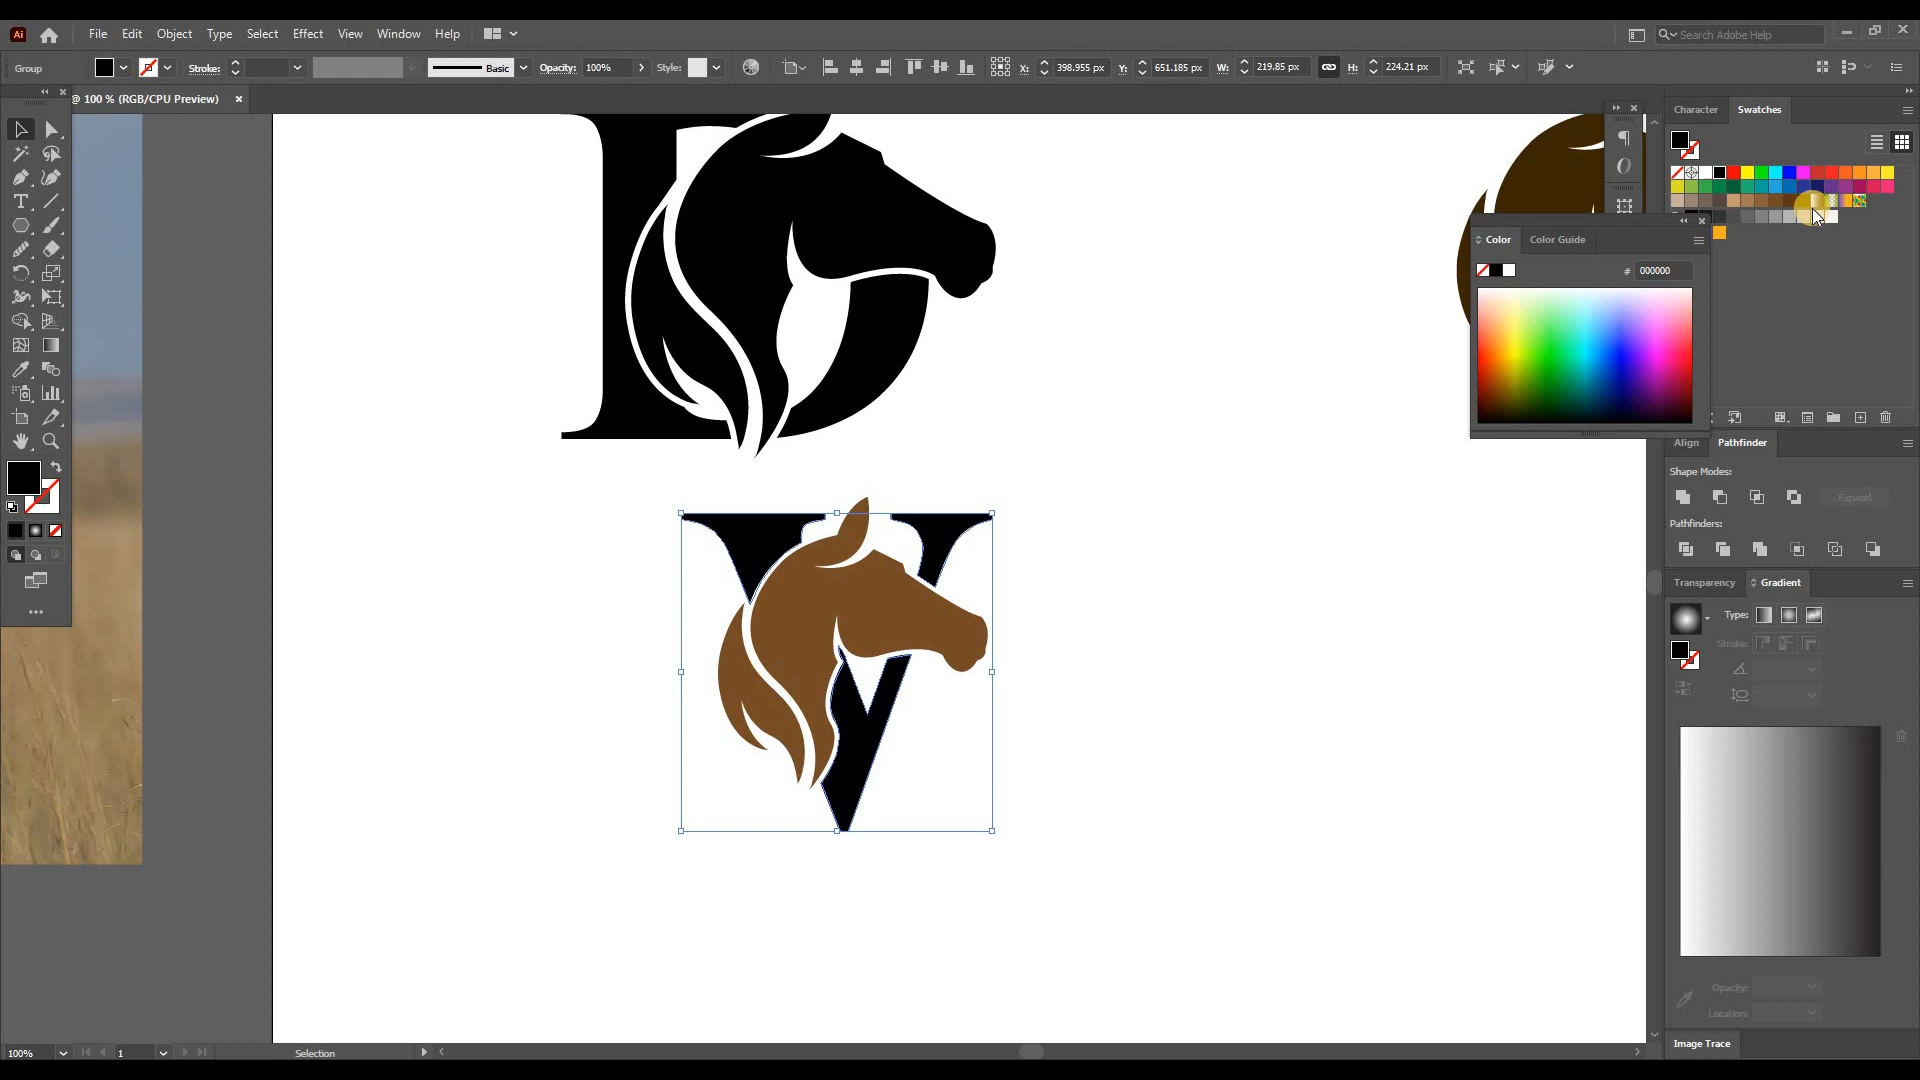 Ai File Edit Object Type Select Effect View Window Help Search Adobe Help
Group Stroke: Basic Opacity: 100% Style: X: 398.955 px Y: 651.185 px W: 219.85 px H: 224.21 px
@ 100 % (RGB/CPU Preview) ×
Character Swatches
Color Color Guide
# 000000
Align Pathfinder
Shape Modes:
Expand
Pathfinders:
Transparency Gradient
Type:
Stroke:
Opacity:
Location:
Image Trace
100% 1 Selection
D
V
T